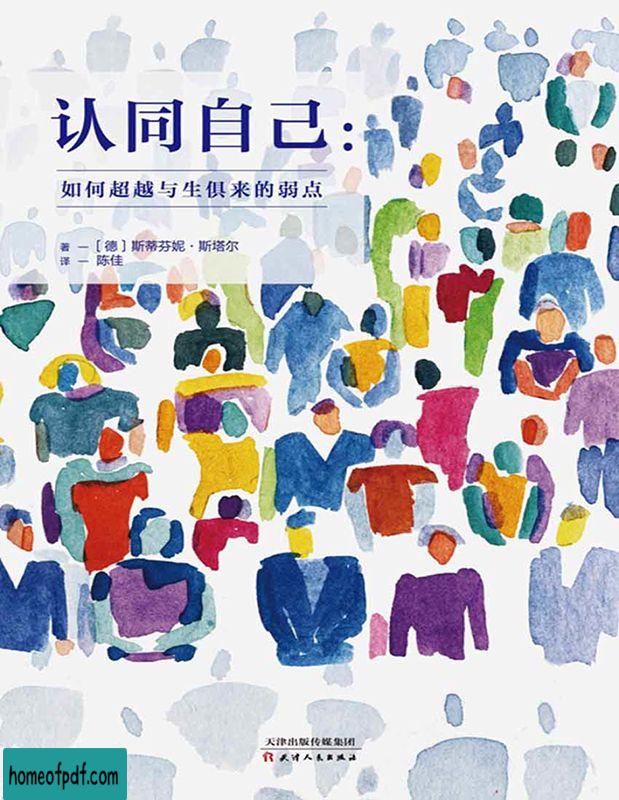 认同自己:
如何超越与生俱来的弱点
著 — [德] 斯蒂芬妮·斯塔尔
译 — 陈佳
天津出版传媒集团
天津人民出版社
homeofpdf.com